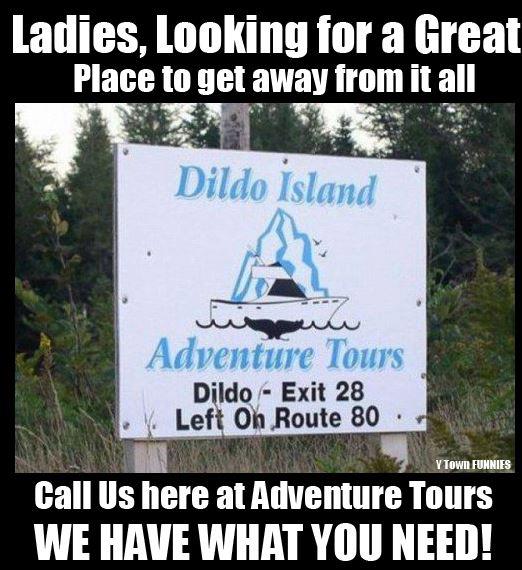 Ladies, Looking for a Great
Place to get away from it all
Dildo Island
Adventure Tours
Dildo - Exit 28
Left On Route 80
Y Town FUNNIES
Call Us here at Adventure Tours
WE HAVE WHAT YOU NEED!